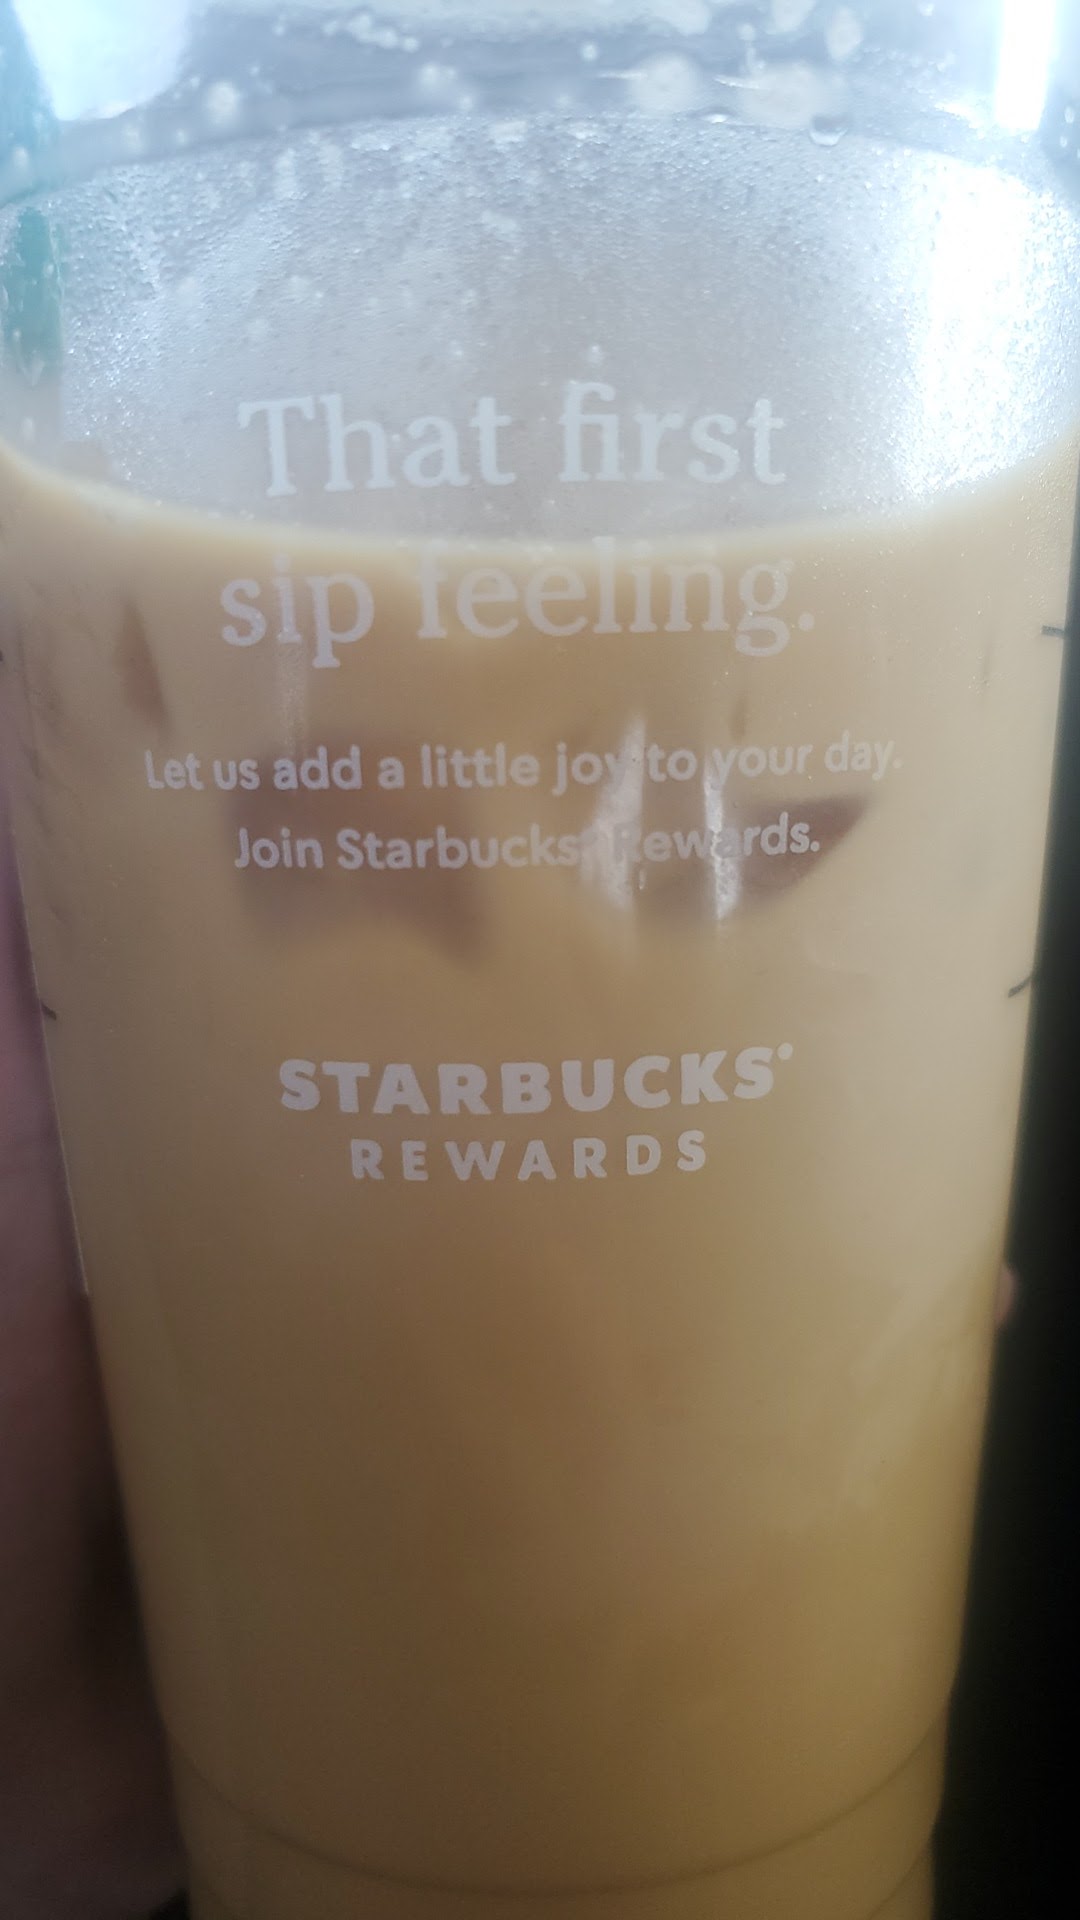 That first
sip feeling.
Let us add a little joy to your day.
Join Starbucks® Rewards.
STARBUCKS®
REWARDS